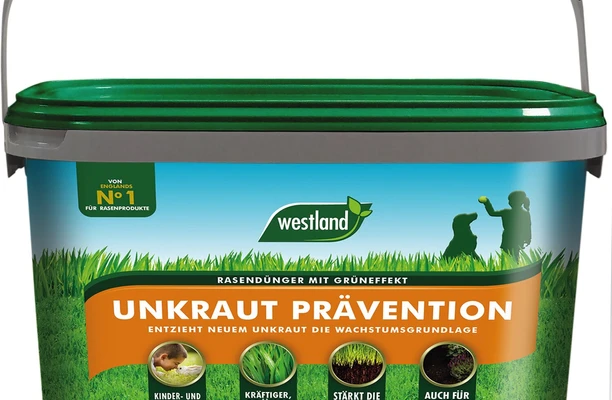 VON
ENGLANDS
Nº 1
FÜR RASENPRODUKTE
westland
RASENDÜNGER MIT GRÜNEFFEKT
UNKRAUT PRÄVENTION
ENTZIEHT NEUEM UNKRAUT DIE WACHSTUMSGRUNDLAGE
KINDER- UND
KRÄFTIGER,
STÄRKT DIE
AUCH FÜR